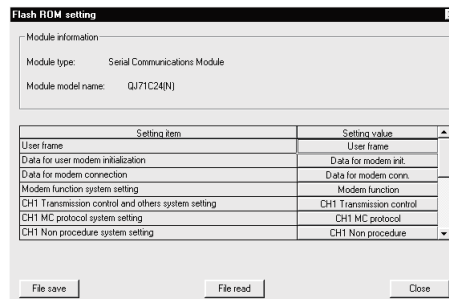 Flash ROM setting
Module information
Module type: Serial Communications Module
Module model name: QJ71C24(N)
Setting item Setting value
User frame User frame
Data for user modem initialization Data for modem init.
Data for modem connection Data for modem conn.
Modem function system setting Modem function
CH1 Transmission control and others system setting CH1 Transmission control
CH1 MC protocol system setting CH1 MC protocol
CH1 Non procedure system setting CH1 Non procedure
File save File read Close